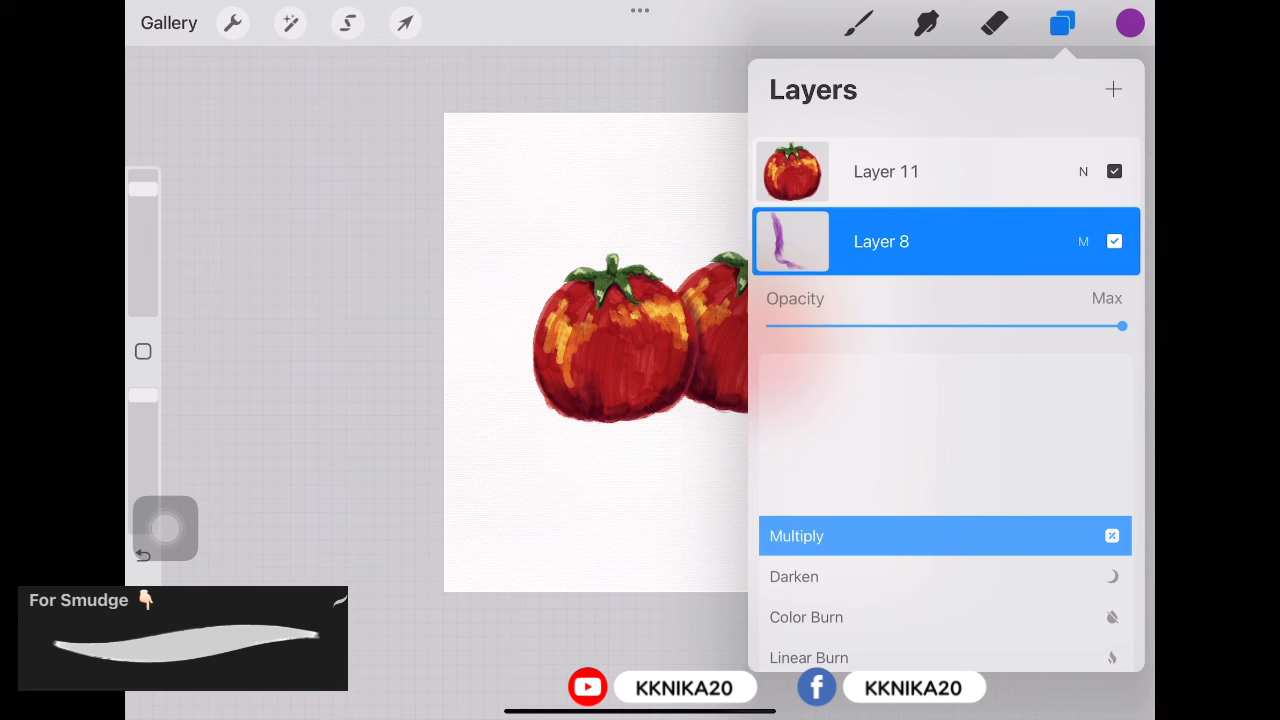 Gallery
Layers
Layer 11 N
Layer 8 M
Opacity Max
Multiply
Darken
Color Burn
Linear Burn
For Smudge 👇🏻
KKNIKA20 KKNIKA20